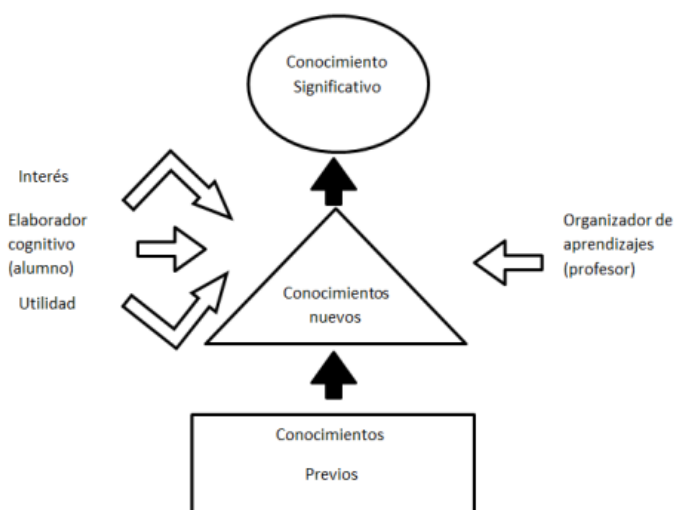 Conocimiento
Significativo
Interés
Elaborador
cognitivo
(alumno)
Utilidad
Organizador de
aprendizajes
(profesor)
Conocimientos
nuevos
Conocimientos
Previos